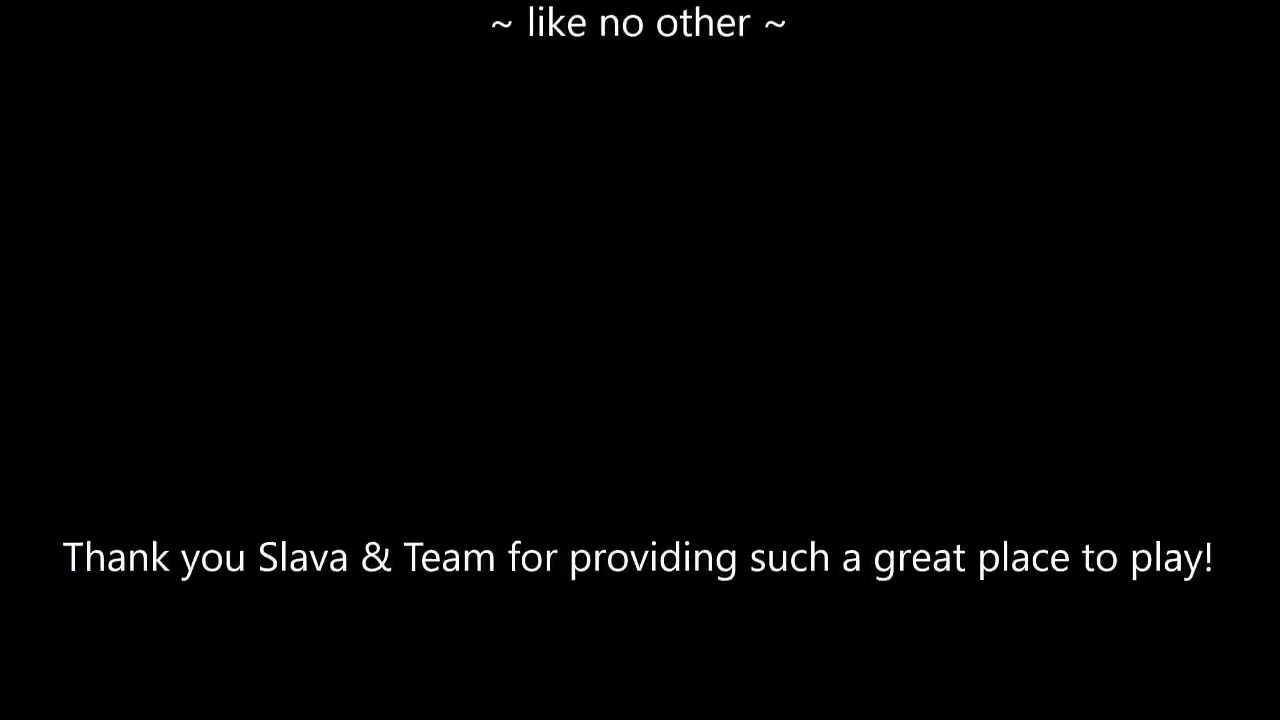 ~ like no other ~
Thank you Slava & Team for providing such a great place to play!